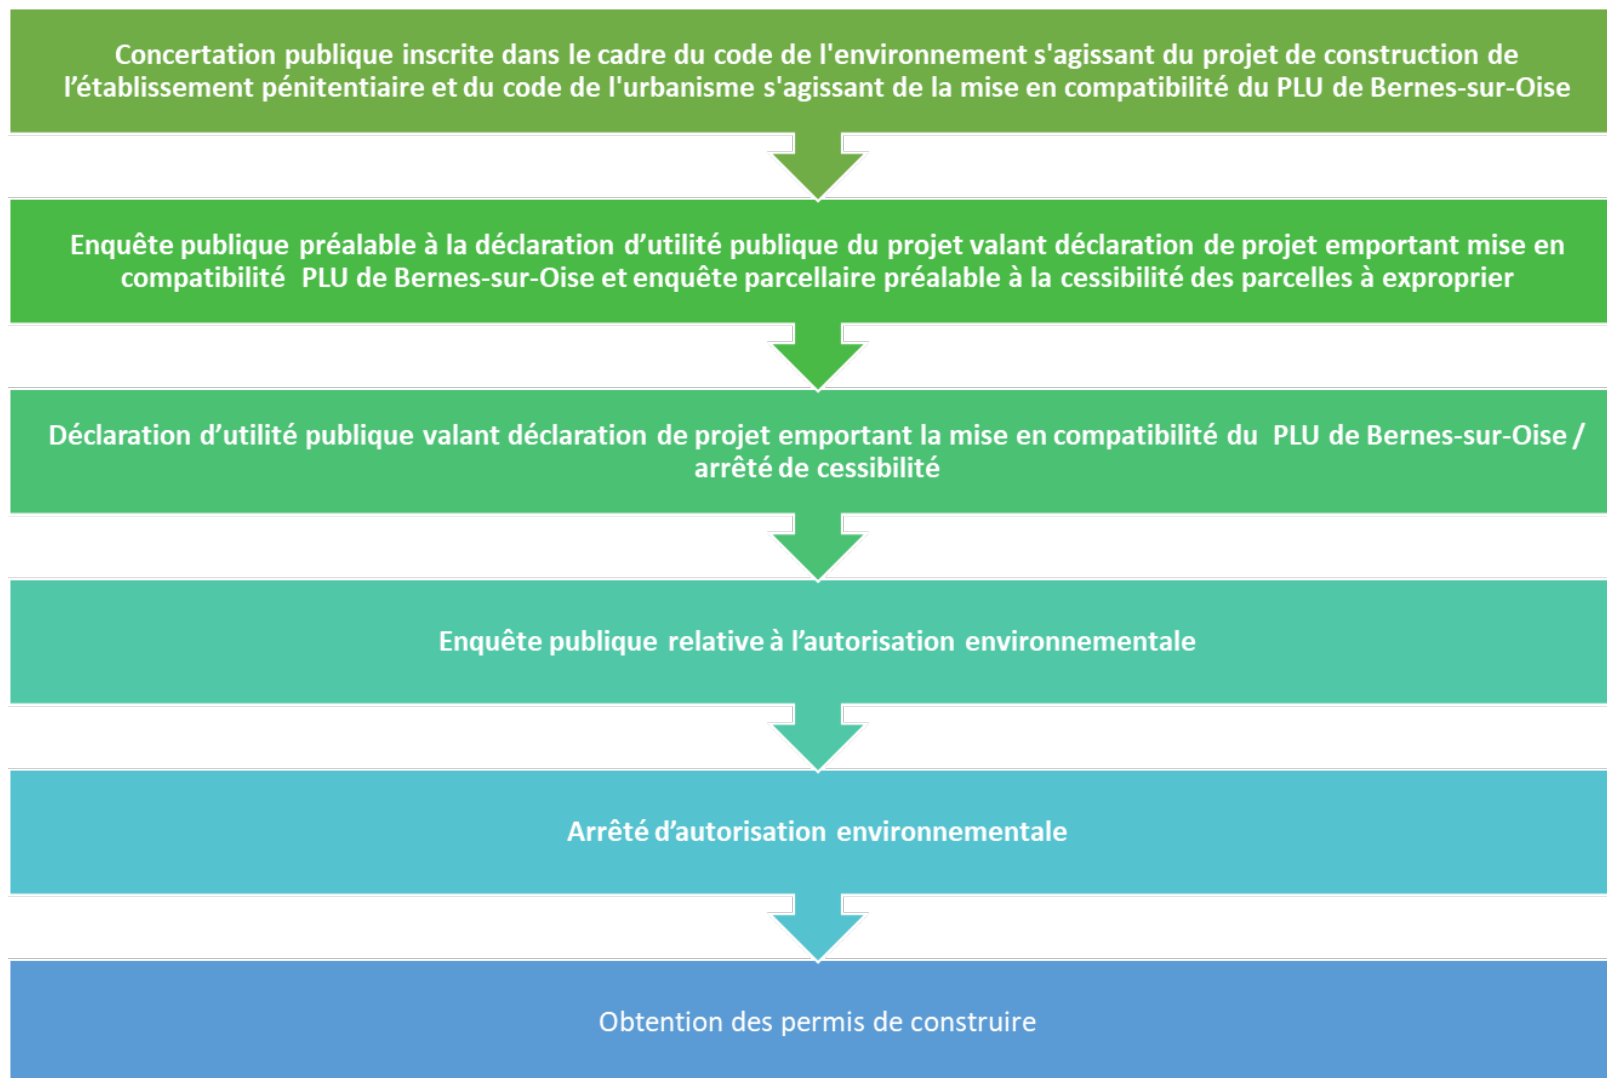 Concertation publique inscrite dans le cadre du code de l'environnement s'agissant du projet de construction de
l’établissement pénitentiaire et du code de l'urbanisme s'agissant de la mise en compatibilité du PLU de Bernes-sur-Oise
Enquête publique préalable à la déclaration d’utilité publique du projet valant déclaration de projet emportant mise en
compatibilité PLU de Bernes-sur-Oise et enquête parcellaire préalable à la cessibilité des parcelles à exproprier
Déclaration d’utilité publique valant déclaration de projet emportant la mise en compatibilité du PLU de Bernes-sur-Oise /
arrêté de cessibilité
Enquête publique relative à l’autorisation environnementale
Arrêté d’autorisation environnementale
Obtention des permis de construire